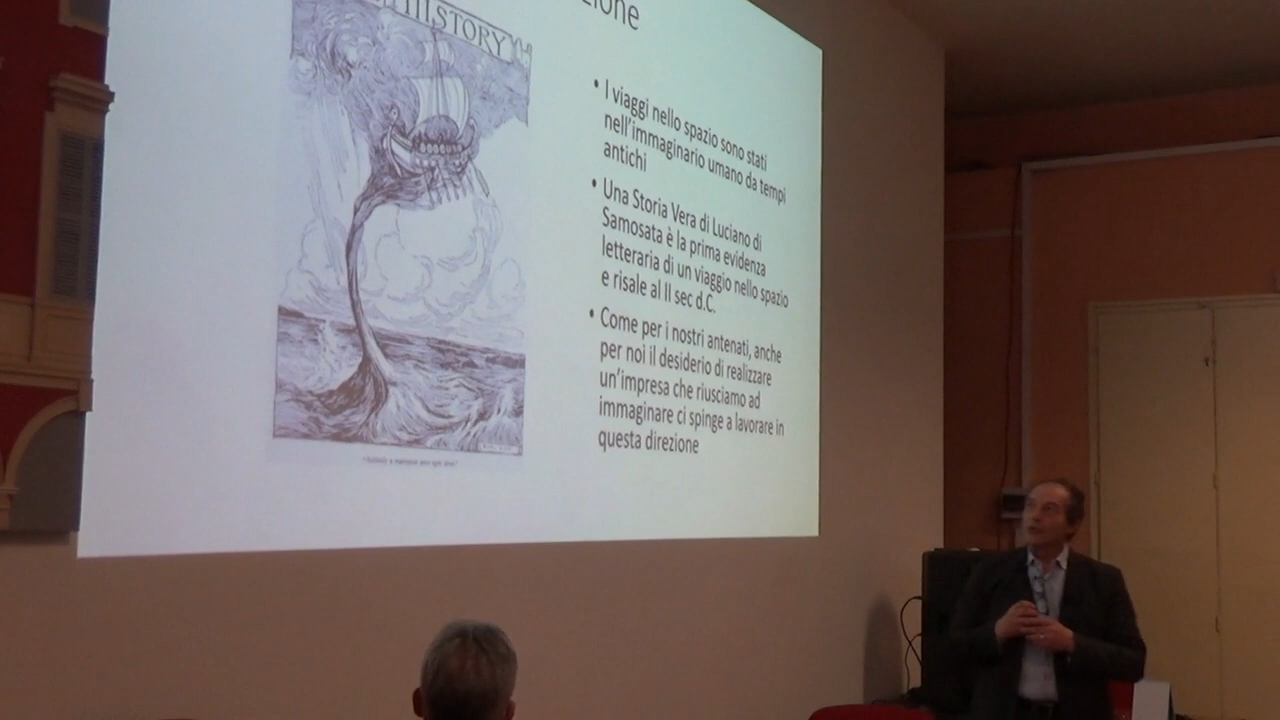 STORY
I viaggi nello spazio sono stati
nell'immaginario umano da tempi
antichi
Una Storia Vera di Luciano di
Samosata è la prima evidenza
letteraria di un viaggio nello spazio
e risale al II sec d.C.
Come per i nostri antenati, anche
per noi il desiderio di realizzare
un'impresa che riusciamo ad
immaginare ci spinge a lavorare in
questa direzione